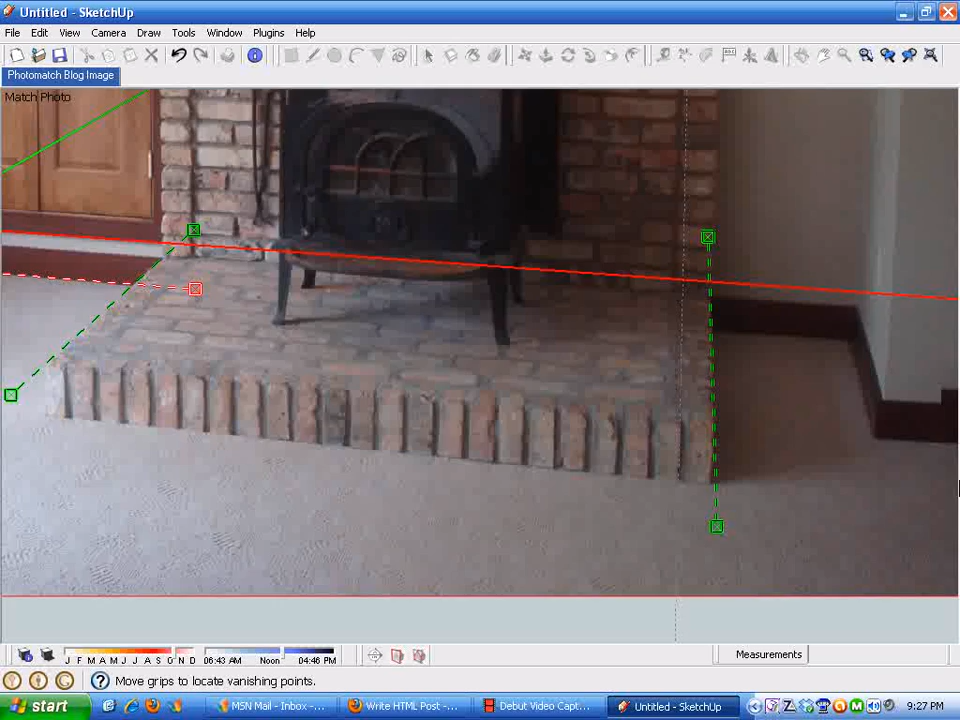 Untitled - SketchUp
File Edit View Camera Draw Tools Window Plugins Help
Photomatch Blog Image
Match Photo
J F M A M J J A S O N D 06:43 AM Noon 04:46 PM
Measurements
Move grips to locate vanishing points.
start MSN Mail - Inbox -... Write HTML Post -... Debut Video Capt... Untitled - SketchUp 9:27 PM